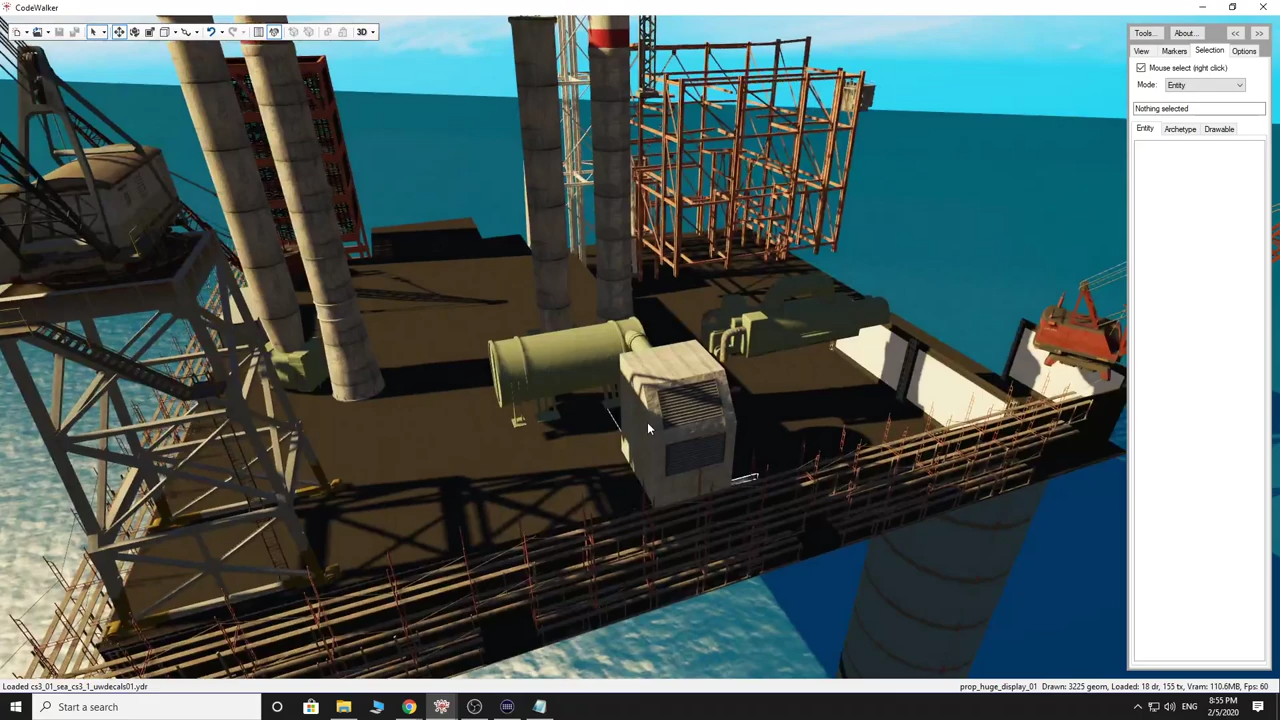 CodeWalker
3D
Tools...
About...
<<
>>
View
Markers
Selection
Options
Mouse select (right click)
Mode:
Entity
Nothing selected
Entity
Archetype
Drawable
Loaded cs3_01_sea_cs3_1_uwdecals01.ydr
prop_huge_display_01 Drawn: 3225 geom, Loaded: 18 dr, 155 tx, Vram: 110.6MB, Fps: 60
Start a search
ENG
8:55 PM
2/5/2020